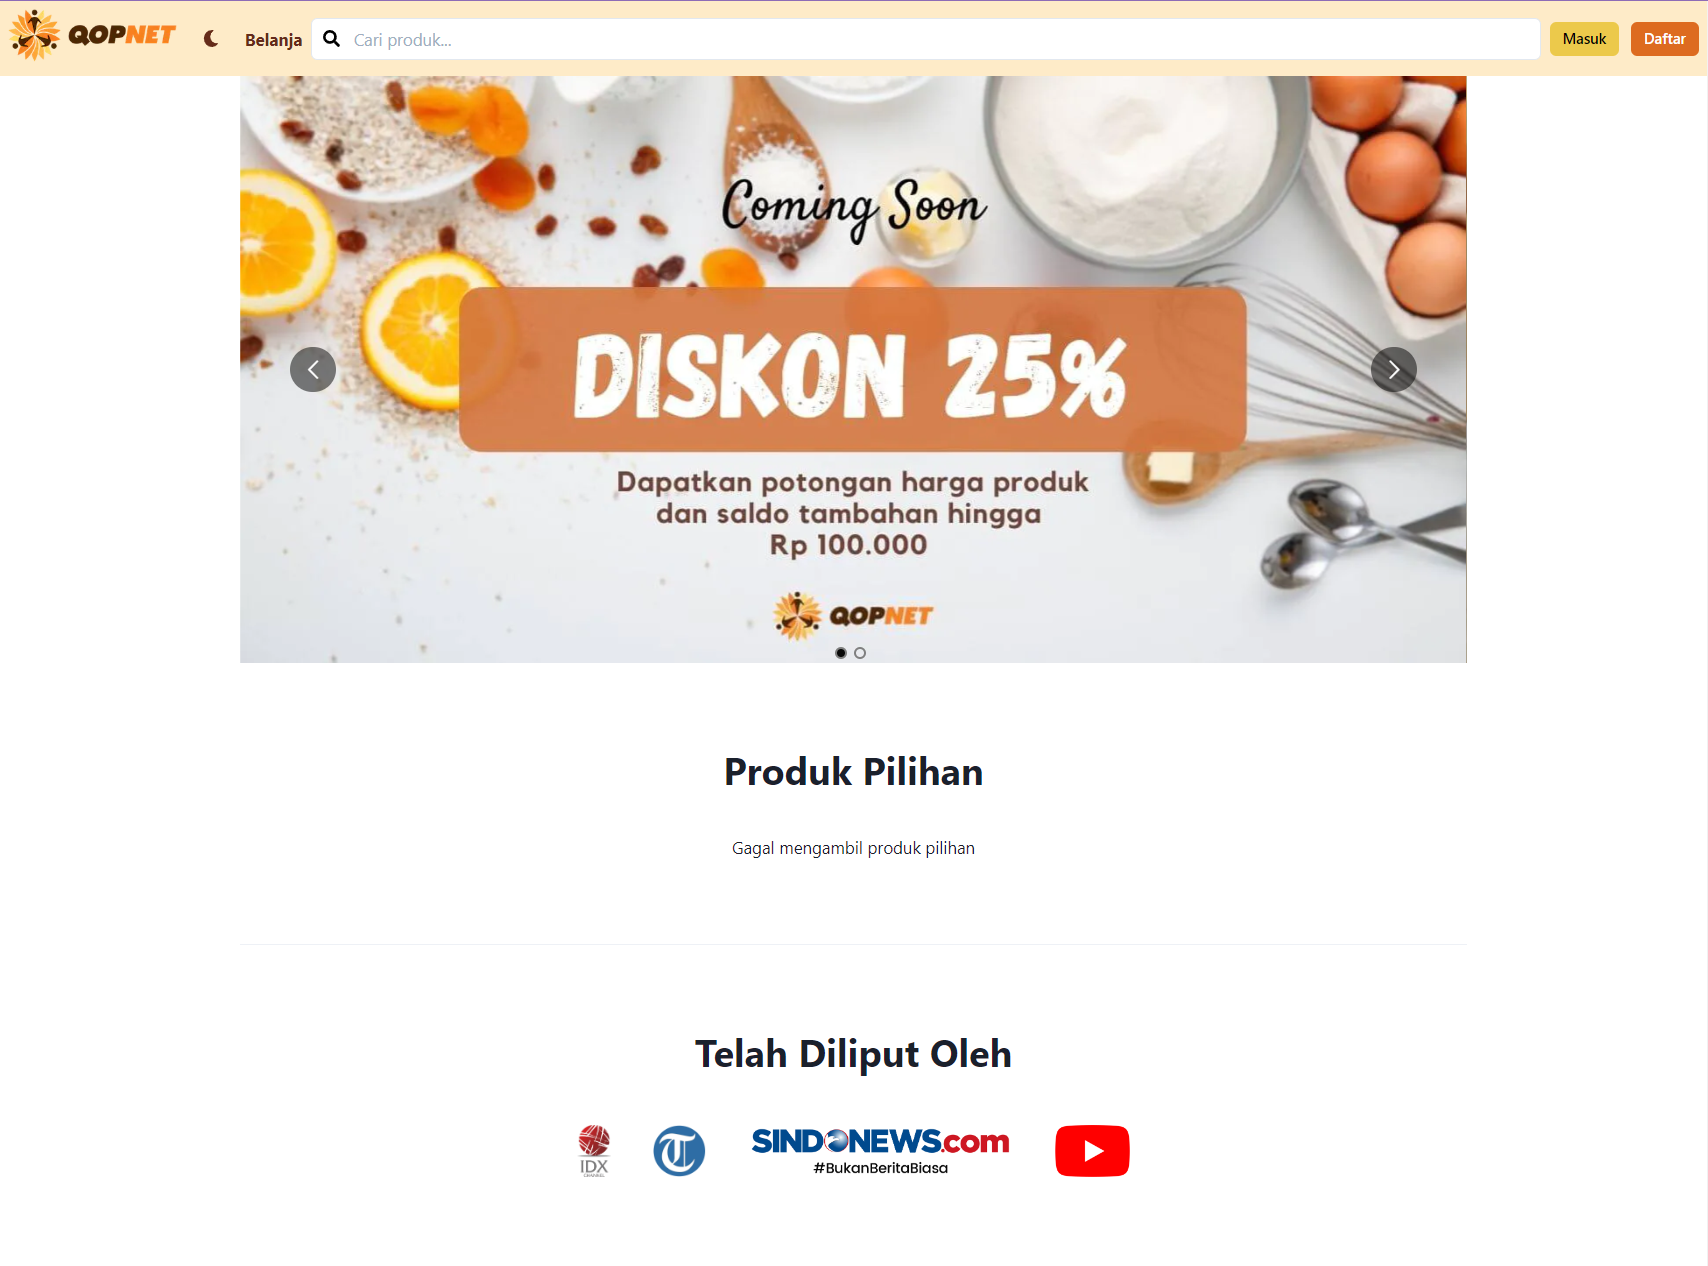 QOPNET
Belanja
Cari produk...
Masuk
Daftar
Coming Soon
DISKON 25%
Dapatkan potongan harga produk
dan saldo tambahan hingga
Rp 100.000
QOPNET
Produk Pilihan
Gagal mengambil produk pilihan
Telah Diliput Oleh
IDX
CHANNEL
T
SINDONEWS.com
#BukanBeritaBiasa